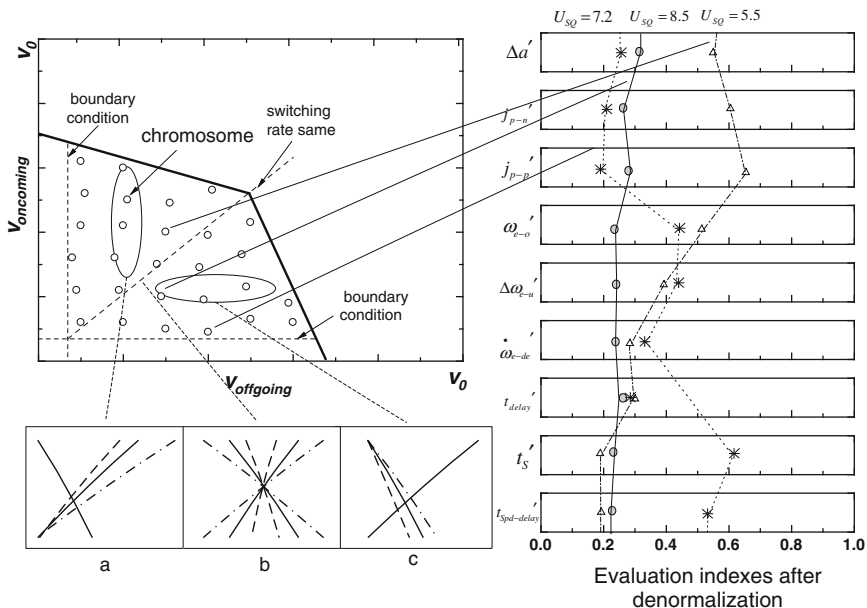 U_SQ = 7.2 U_SQ = 8.5 U_SQ = 5.5
v_0
boundary condition
chromosome
switching rate same
v_oncoming
boundary condition
v_offgoing
v_0
a
b
c
Δa′
j_p-n′
j_p-p′
ω_e-o′
Δω_e-u′
ω̇_e-de′
t_delay′
t_S′
t_Spd-delay′
0.0 0.2 0.4 0.6 0.8 1.0
Evaluation indexes after
denormalization